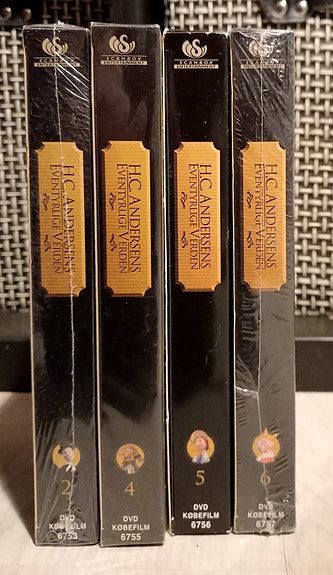 SCANBOX
ENTERTAINMENT
H.C. ANDERSENS
EVENTYRLIGE VERDEN
2
DVD
KØBEFILM
6753
SCANBOX
ENTERTAINMENT
H.C. ANDERSENS
EVENTYRLIGE VERDEN
4
DVD
KØBEFILM
6755
SCANBOX
ENTERTAINMENT
H.C. ANDERSENS
EVENTYRLIGE VERDEN
5
DVD
KØBEFILM
6756
SCANBOX
ENTERTAINMENT
H.C. ANDERSENS
EVENTYRLIGE VERDEN
6
DVD
KØBEFILM
6757